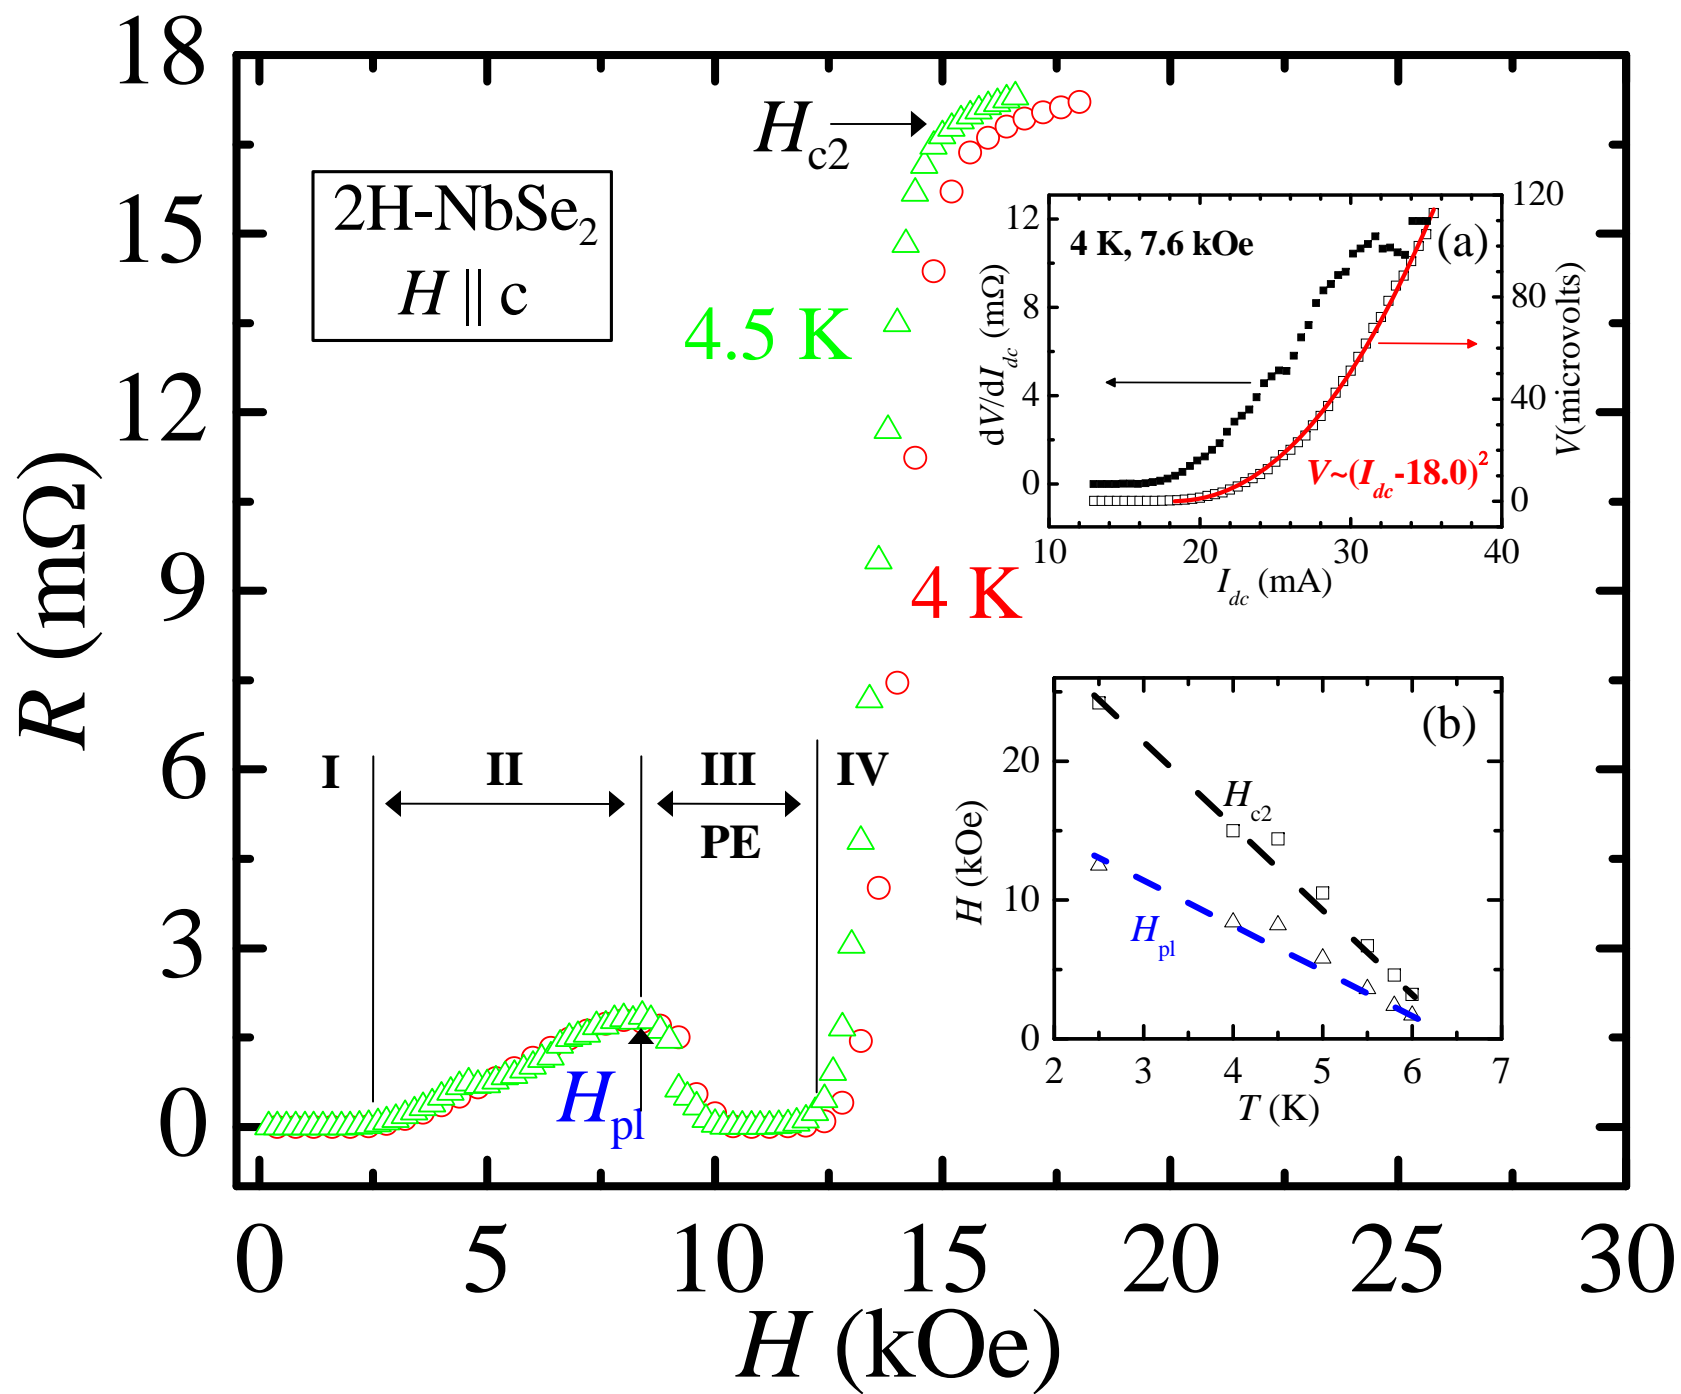 18
15
12
9
6
3
0
R (mΩ)
0 5 10 15 20 25 30
H (kOe)
2H-NbSe2
H || c
Hc2
4.5 K
4 K
I II III IV
PE
Hpl
(a)
4 K, 7.6 kOe
12
8
4
0
dV/dIdc (mΩ)
120
80
40
0
V(microvolts)
V~(Idc-18.0)2
10 20 30 40
Idc (mA)
(b)
20
10
0
H (kOe)
Hc2
Hpl
2 3 4 5 6 7
T (K)